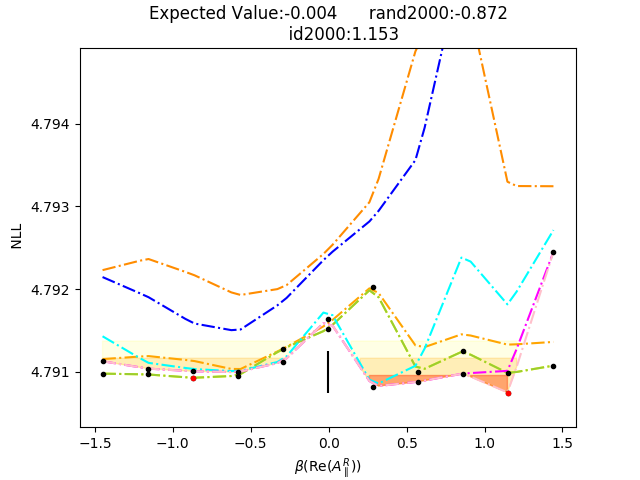 Expected Value:-0.004 rand2000:-0.872
id2000:1.153
NLL
4.794
4.793
4.792
4.791
−1.5 −1.0 −0.5 0.0 0.5 1.0 1.5
β(Re(A∥^R))